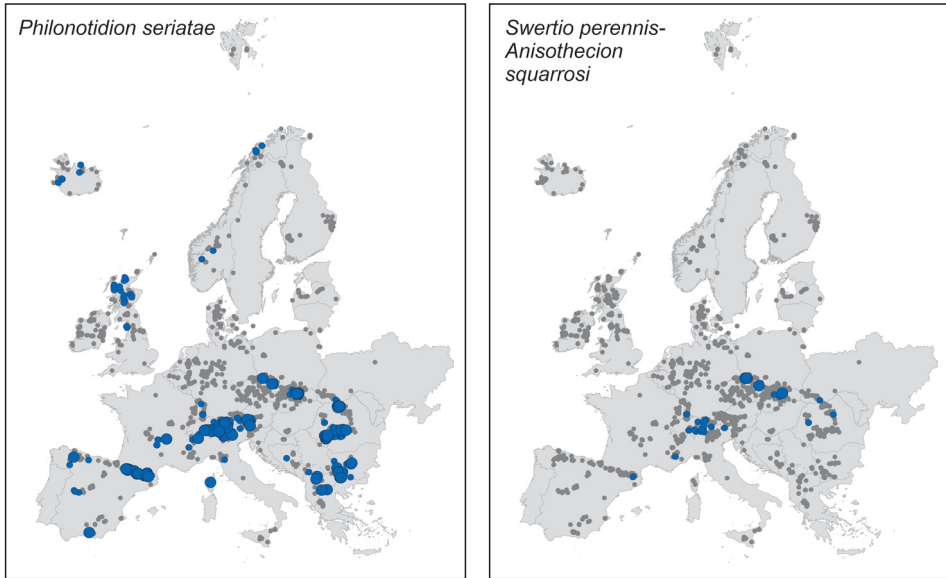 Philonotidion seriatae
Swertio perennis-
Anisothecion
squarrosi